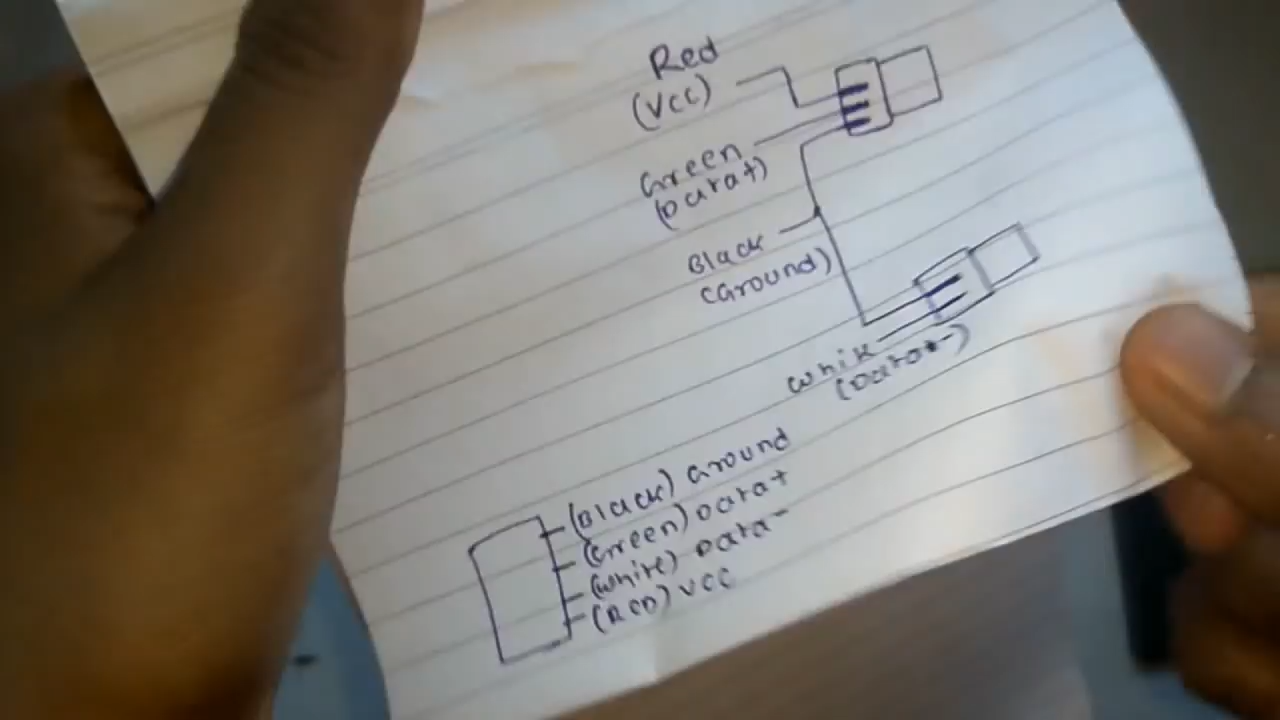 Red
(VCC)
Green
(Data+)
Black
(Ground)
White
(Data-)
(Black) Ground
(Green) Data+
(White) Data-
(RED) VCC